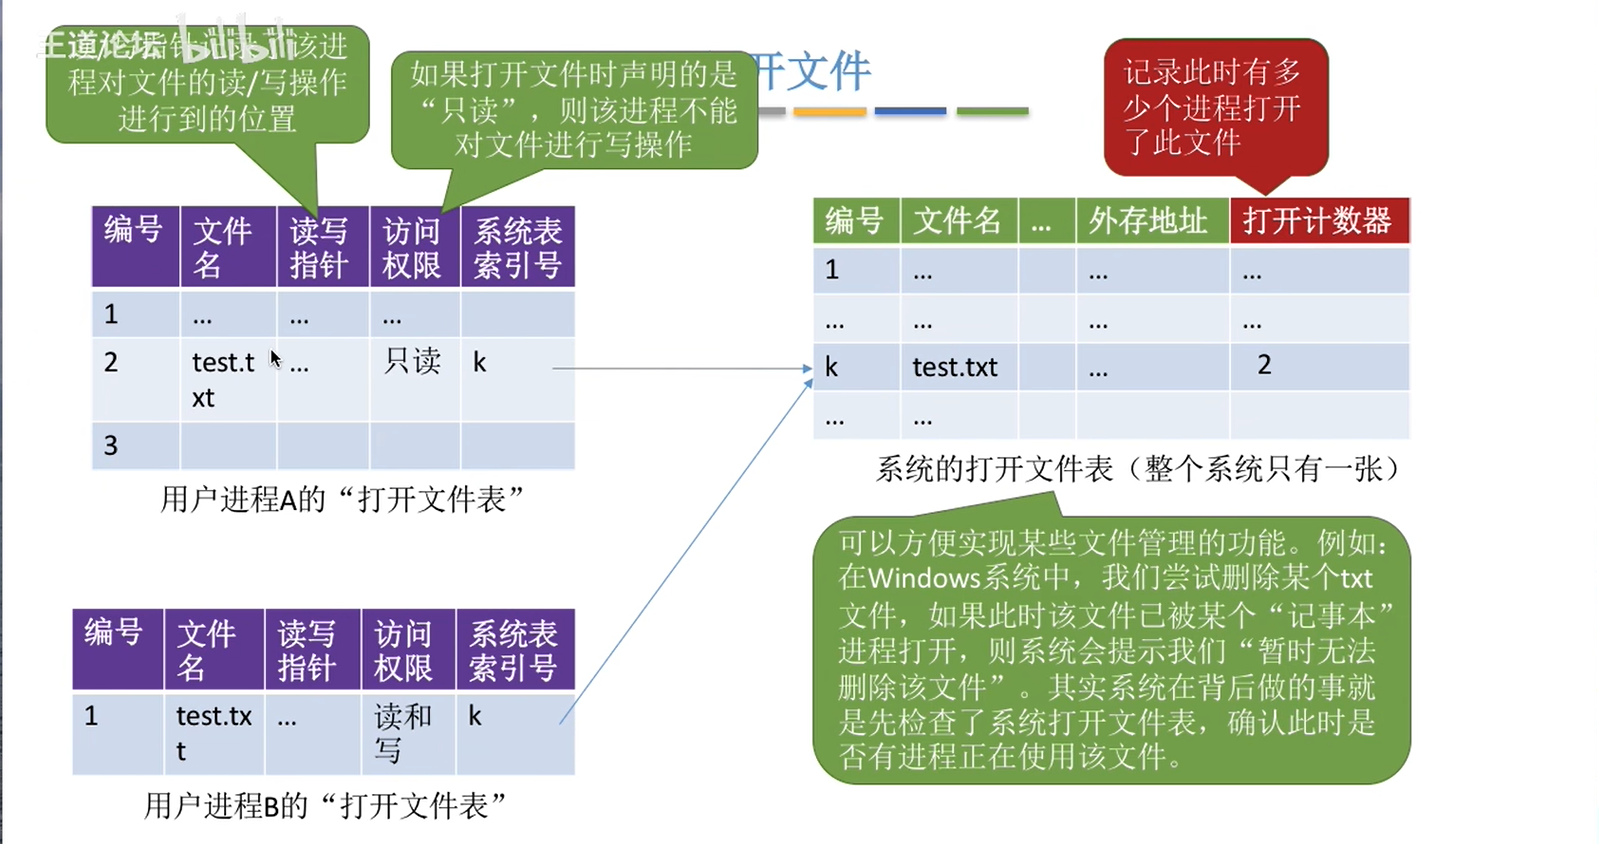 王道论坛 bilibili
读/写指针记录了该进
程对文件的读/写操作
进行到的位置
如果打开文件时声明的是
“只读”，则该进程不能
对文件进行写操作
开文件
记录此时有多
少个进程打开
了此文件
编号 文件名 读写指针 访问权限 系统表索引号
1 … … …
2 test.txt … 只读 k
3
用户进程A的“打开文件表”
编号 文件名 … 外存地址 打开计数器
1 … … …
… … … …
k test.txt … 2
… …
系统的打开文件表（整个系统只有一张）
可以方便实现某些文件管理的功能。例如：
在Windows系统中，我们尝试删除某个txt
文件，如果此时该文件已被某个“记事本”
进程打开，则系统会提示我们“暂时无法
删除该文件”。其实系统在背后做的事就
是先检查了系统打开文件表，确认此时是
否有进程正在使用该文件。
编号 文件名 读写指针 访问权限 系统表索引号
1 test.txt … 读和写 k
用户进程B的“打开文件表”